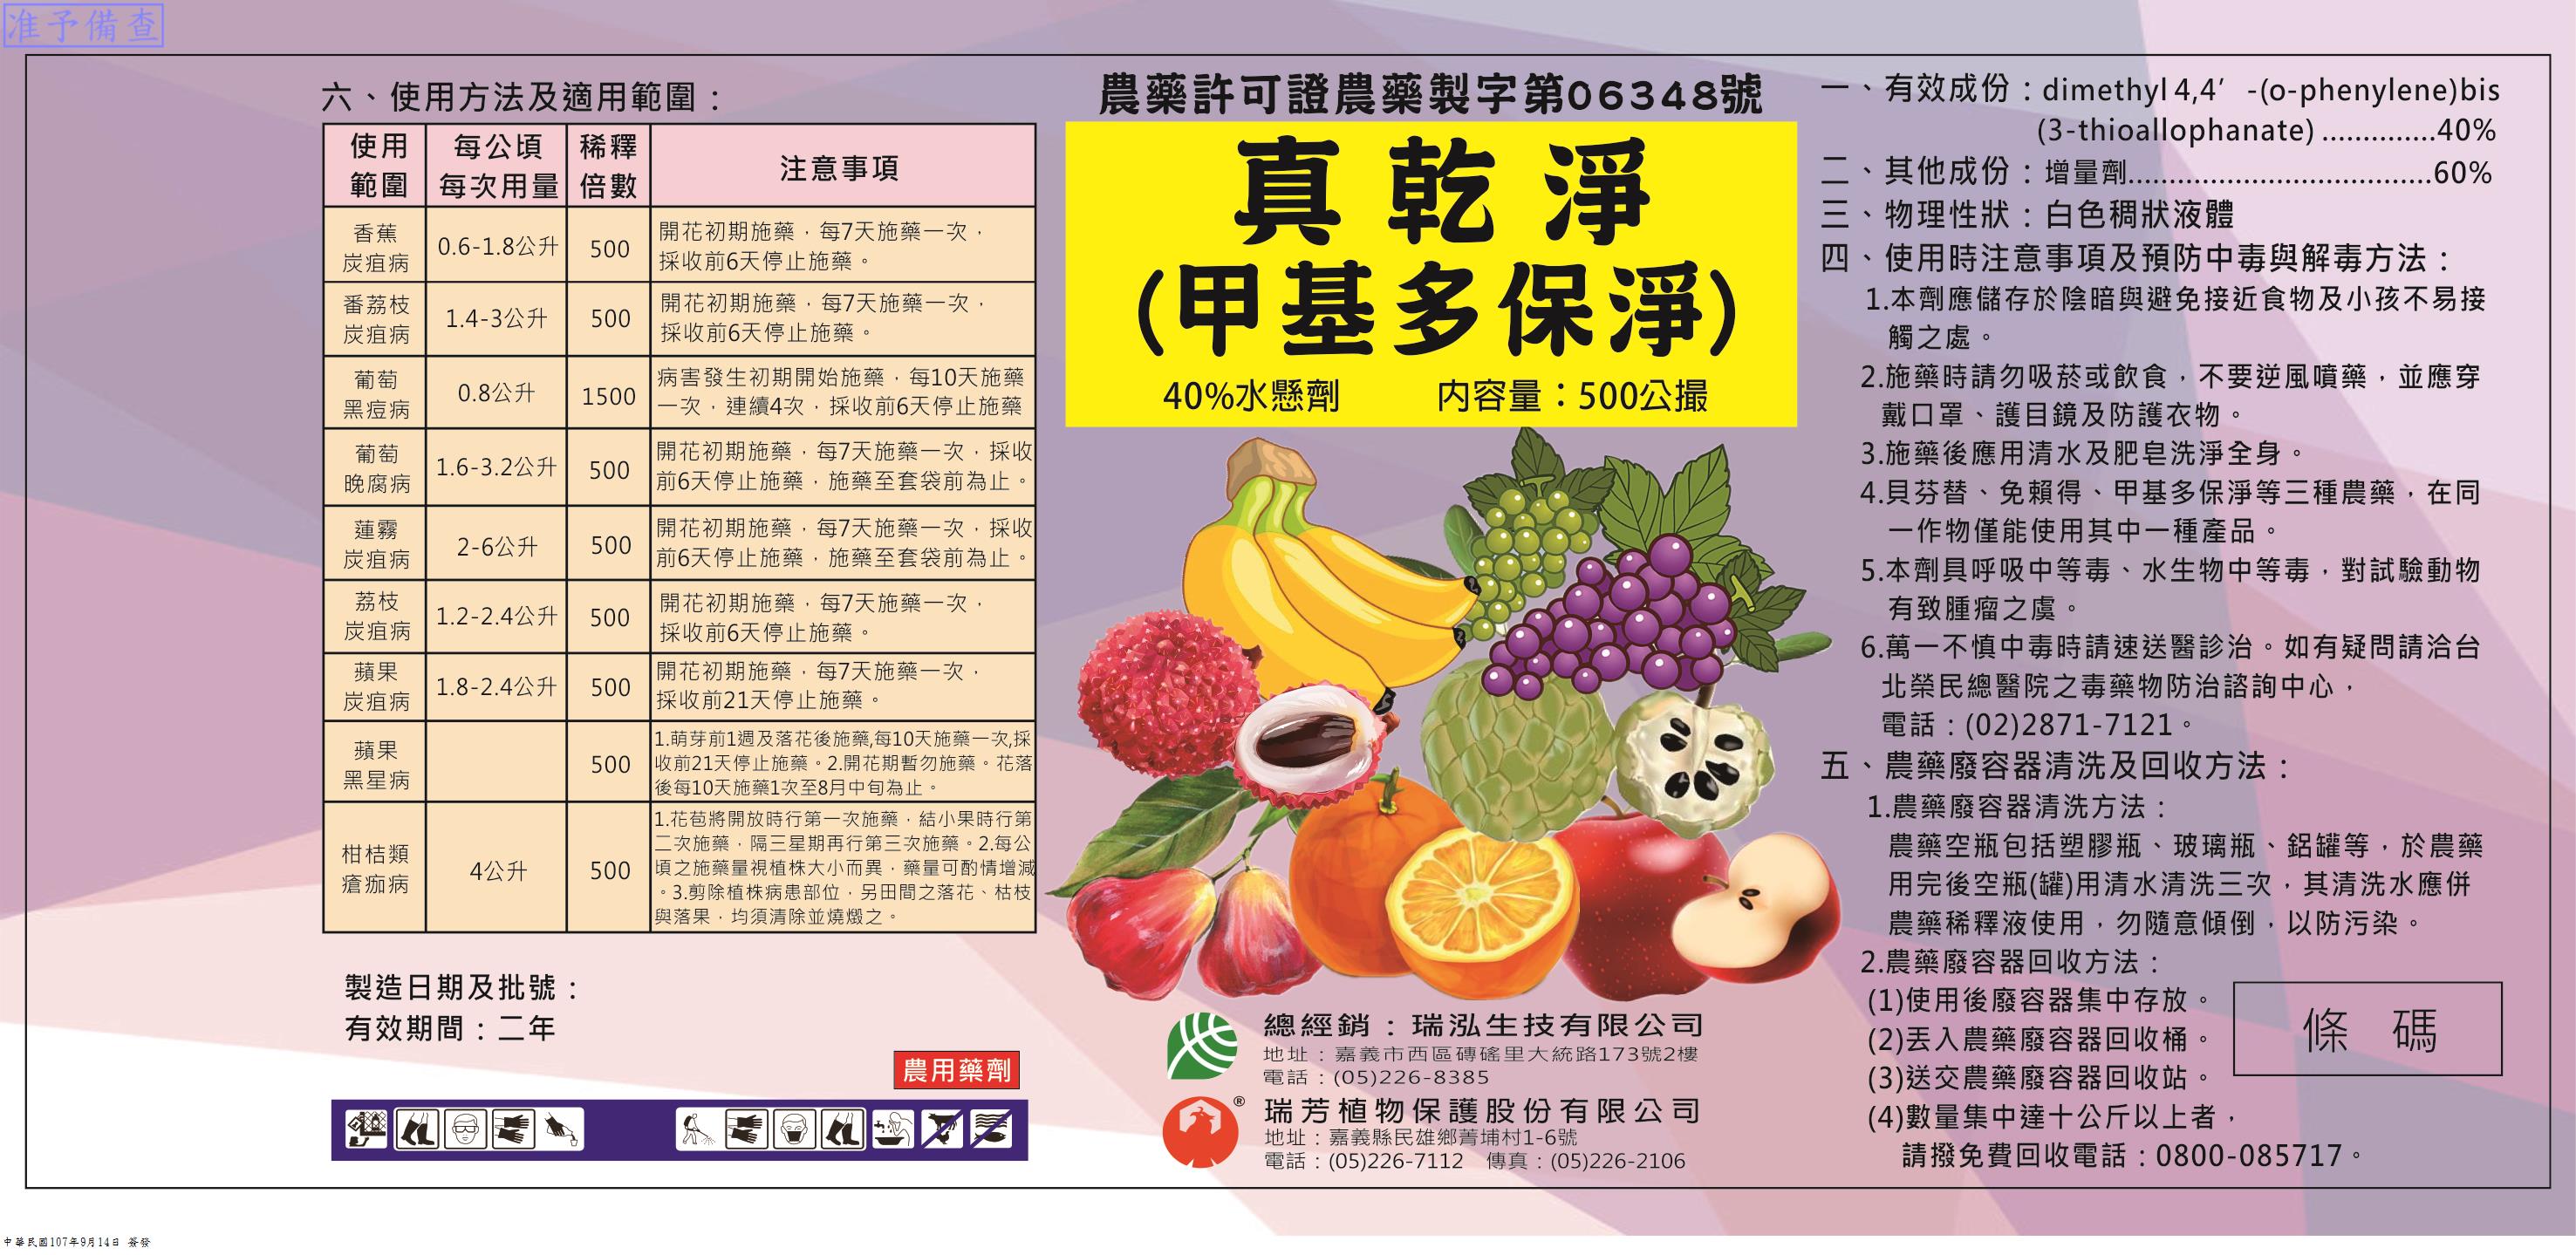 准予備查
六、使用方法及適用範圍：
使用
範圍
每公頃
每次用量
稀釋
倍數
注意事項
香蕉
炭疽病
0.6-1.8公升
500
開花初期施藥，每7天施藥一次，
採收前6天停止施藥。
番荔枝
炭疽病
1.4-3公升
500
開花初期施藥，每7天施藥一次，
採收前6天停止施藥。
葡萄
黑痘病
0.8公升
1500
病害發生初期開始施藥，每10天施藥
一次，連續4次，採收前6天停止施藥
葡萄
晚腐病
1.6-3.2公升
500
開花初期施藥，每7天施藥一次，採收
前6天停止施藥，施藥至套袋前為止。
蓮霧
炭疽病
2-6公升
500
開花初期施藥，每7天施藥一次，採收
前6天停止施藥，施藥至套袋前為止。
荔枝
炭疽病
1.2-2.4公升
500
開花初期施藥，每7天施藥一次，
採收前6天停止施藥。
蘋果
炭疽病
1.8-2.4公升
500
開花初期施藥，每7天施藥一次，
採收前21天停止施藥。
蘋果
黑星病
500
1.萌芽前1週及落花後施藥,每10天施藥一次,採
收前21天停止施藥。2.開花期暫勿施藥。花落
後每10天施藥1次至8月中旬為止。
柑桔類
瘡痂病
4公升
500
1.花苞將開放時行第一次施藥，結小果時行第
二次施藥，隔三星期再行第三次施藥。2.每公
頃之施藥量視植株大小而異，藥量可酌情增減
。3.剪除植株病患部位，另田間之落花、枯枝
與落果，均須清除並燒燬之。
製造日期及批號：
有效期間：二年
農用藥劑
農藥許可證農藥製字第06348號
真乾淨
(甲基多保淨)
40%水懸劑 內容量：500公撮
總經銷：瑞泓生技有限公司
地址：嘉義市西區磚磘里大統路173號2樓
電話：(05)226-8385
®
瑞芳植物保護股份有限公司
地址：嘉義縣民雄鄉菁埔村1-6號
電話：(05)226-7112 傳真：(05)226-2106
一、有效成份：dimethyl 4,4′-(o-phenylene)bis
(3-thioallophanate) ..............40%
二、其他成份：增量劑.....................................60%
三、物理性狀：白色稠狀液體
四、使用時注意事項及預防中毒與解毒方法：
1.本劑應儲存於陰暗與避免接近食物及小孩不易接
觸之處。
2.施藥時請勿吸菸或飲食，不要逆風噴藥，並應穿
戴口罩、護目鏡及防護衣物。
3.施藥後應用清水及肥皂洗淨全身。
4.貝芬替、免賴得、甲基多保淨等三種農藥，在同
一作物僅能使用其中一種產品。
5.本劑具呼吸中等毒、水生物中等毒，對試驗動物
有致腫瘤之虞。
6.萬一不慎中毒時請速送醫診治。如有疑問請洽台
北榮民總醫院之毒藥物防治諮詢中心，
電話：(02)2871-7121。
五、農藥廢容器清洗及回收方法：
1.農藥廢容器清洗方法：
農藥空瓶包括塑膠瓶、玻璃瓶、鋁罐等，於農藥
用完後空瓶(罐)用清水清洗三次，其清洗水應併
農藥稀釋液使用，勿隨意傾倒，以防污染。
2.農藥廢容器回收方法：
(1)使用後廢容器集中存放。
(2)丟入農藥廢容器回收桶。
(3)送交農藥廢容器回收站。
(4)數量集中達十公斤以上者，
請撥免費回收電話：0800-085717。
條 碼
中華民國107年9月14日 簽發